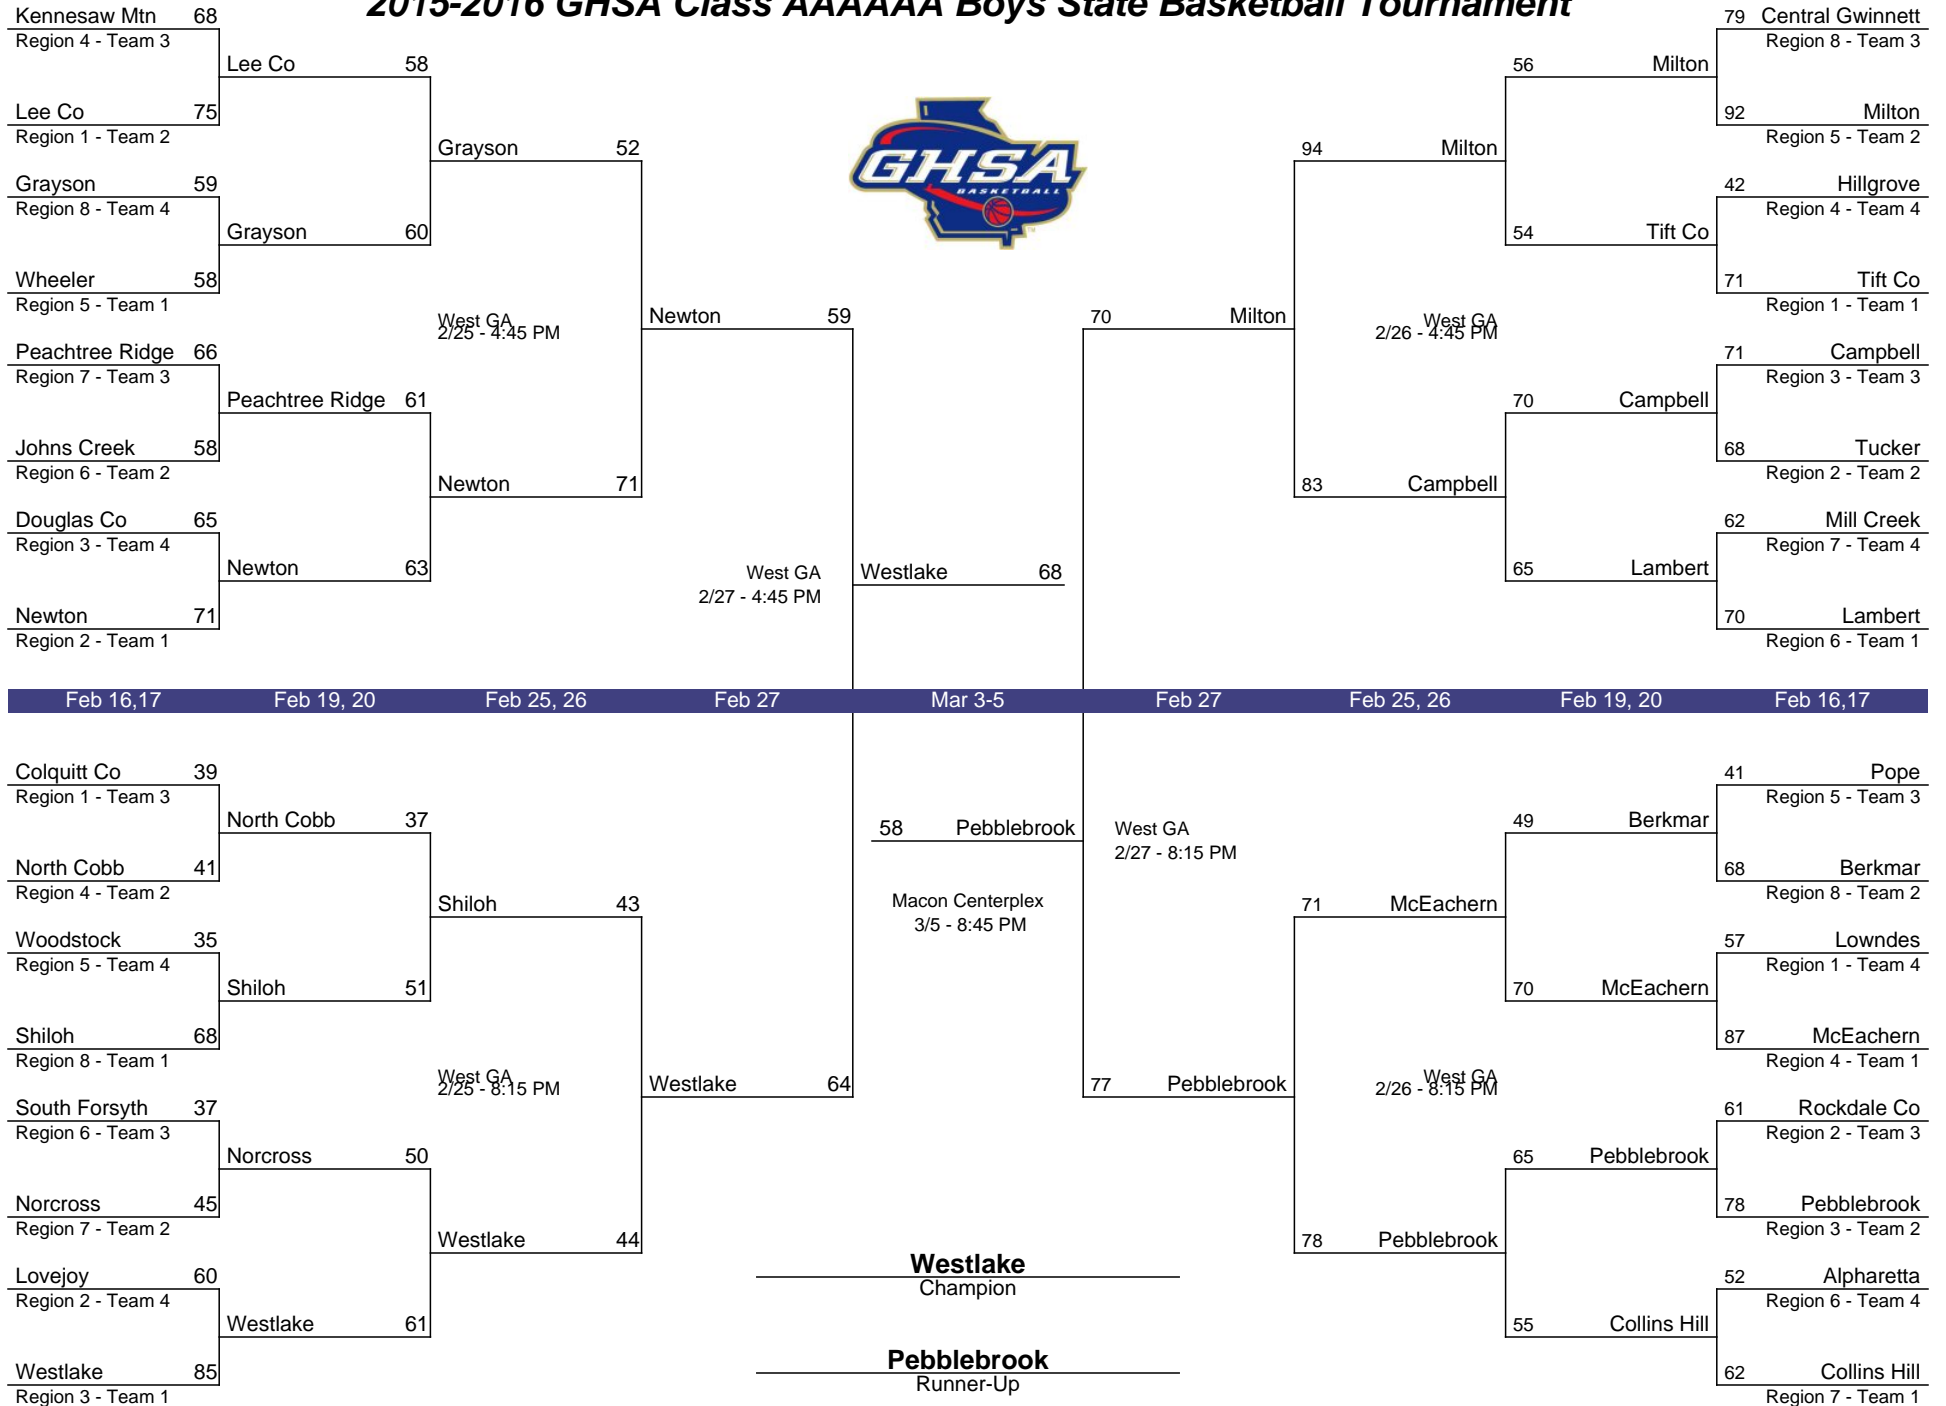 2015-2016 GHSA Class AAAAAA Boys State Basketball Tournament
Kennesaw Mtn 68
Region 4 - Team 3
Lee Co 75
Region 1 - Team 2
Grayson 59
Region 8 - Team 4
Wheeler 58
Region 5 - Team 1
Peachtree Ridge 66
Region 7 - Team 3
Johns Creek 58
Region 6 - Team 2
Douglas Co 65
Region 3 - Team 4
Newton 71
Region 2 - Team 1
Lee Co 58
Grayson 60
Peachtree Ridge 61
Newton 63
Grayson 52
West GA
2/25 - 4:45 PM
Newton 71
Newton 59
West GA
2/27 - 4:45 PM
GHSA
BASKETBALL
TM
Westlake 68
70 Milton
94 Milton
West GA
2/26 - 4:45 PM
83 Campbell
56 Milton
54 Tift Co
70 Campbell
65 Lambert
79 Central Gwinnett
Region 8 - Team 3
92 Milton
Region 5 - Team 2
42 Hillgrove
Region 4 - Team 4
71 Tift Co
Region 1 - Team 1
71 Campbell
Region 3 - Team 3
68 Tucker
Region 2 - Team 2
62 Mill Creek
Region 7 - Team 4
70 Lambert
Region 6 - Team 1
Feb 16,17 Feb 19, 20 Feb 25, 26 Feb 27 Mar 3-5 Feb 27 Feb 25, 26 Feb 19, 20 Feb 16,17
Colquitt Co 39
Region 1 - Team 3
North Cobb 41
Region 4 - Team 2
Woodstock 35
Region 5 - Team 4
Shiloh 68
Region 8 - Team 1
South Forsyth 37
Region 6 - Team 3
Norcross 45
Region 7 - Team 2
Lovejoy 60
Region 2 - Team 4
Westlake 85
Region 3 - Team 1
North Cobb 37
Shiloh 51
Norcross 50
Westlake 61
Shiloh 43
West GA
2/25 - 8:15 PM
Westlake 44
Westlake 64
58 Pebblebrook
Macon Centerplex
3/5 - 8:45 PM
West GA
2/27 - 8:15 PM
77 Pebblebrook
71 McEachern
West GA
2/26 - 8:15 PM
78 Pebblebrook
49 Berkmar
70 McEachern
65 Pebblebrook
55 Collins Hill
41 Pope
Region 5 - Team 3
68 Berkmar
Region 8 - Team 2
57 Lowndes
Region 1 - Team 4
87 McEachern
Region 4 - Team 1
61 Rockdale Co
Region 2 - Team 3
78 Pebblebrook
Region 3 - Team 2
52 Alpharetta
Region 6 - Team 4
62 Collins Hill
Region 7 - Team 1
Westlake
Champion
Pebblebrook
Runner-Up